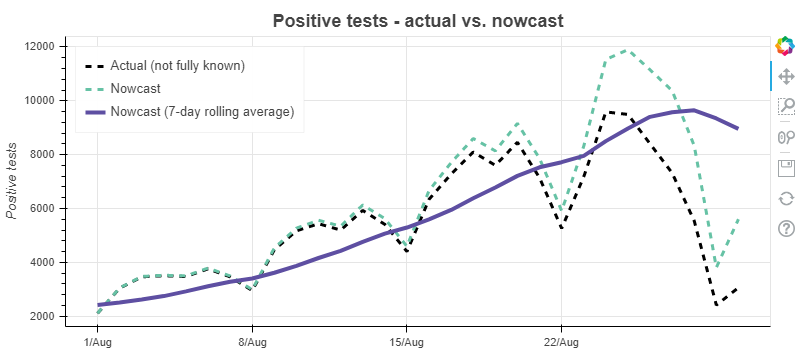 Positive tests - actual vs. nowcast
12000
10000
8000
6000
4000
2000
Positive tests
Actual (not fully known)
Nowcast
Nowcast (7-day rolling average)
1/Aug
8/Aug
15/Aug
22/Aug